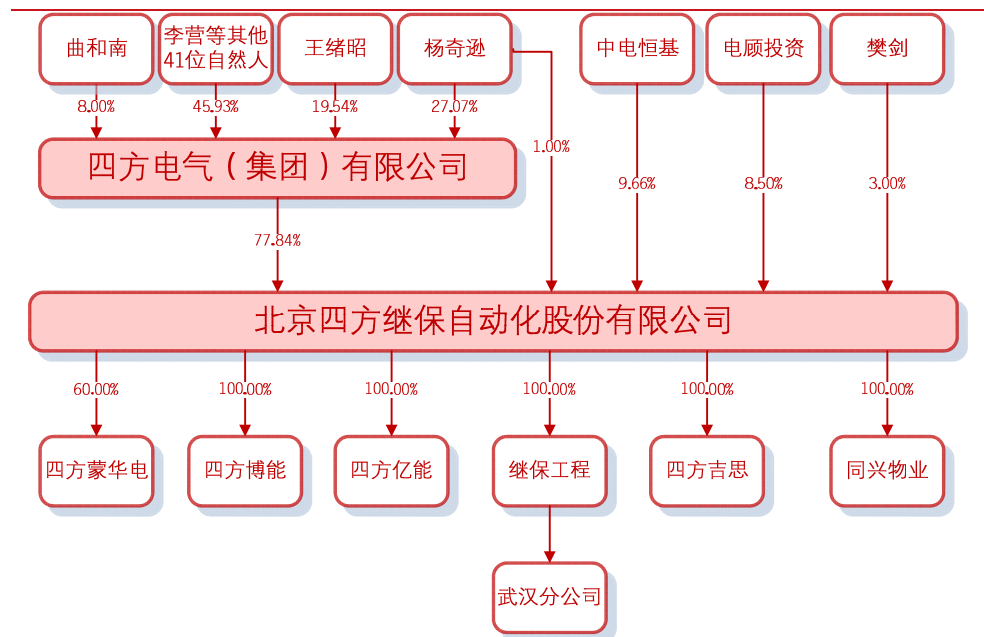 曲和南
李营等其他
41位自然人
王绪昭
杨奇逊
中电恒基
电顾投资
樊剑
8.00%
45.93%
19.54%
27.07%
1.00%
四方电气（集团）有限公司
9.66%
8.50%
3.00%
77.84%
北京四方继保自动化股份有限公司
60.00%
100.00%
100.00%
100.00%
100.00%
100.00%
四方蒙华电
四方博能
四方亿能
继保工程
四方吉思
同兴物业
武汉分公司